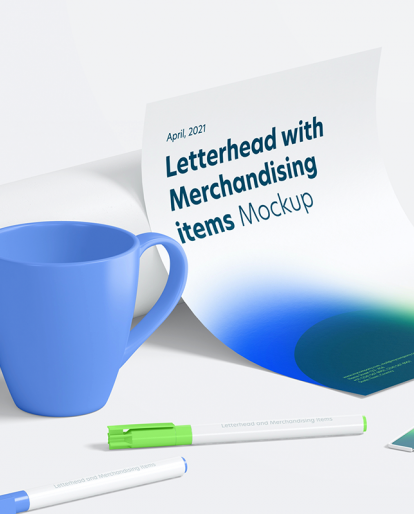 April, 2021
Letterhead with
Merchandising
items Mockup
Letterhead and Merchandising items
Letterhead and Merchandising items